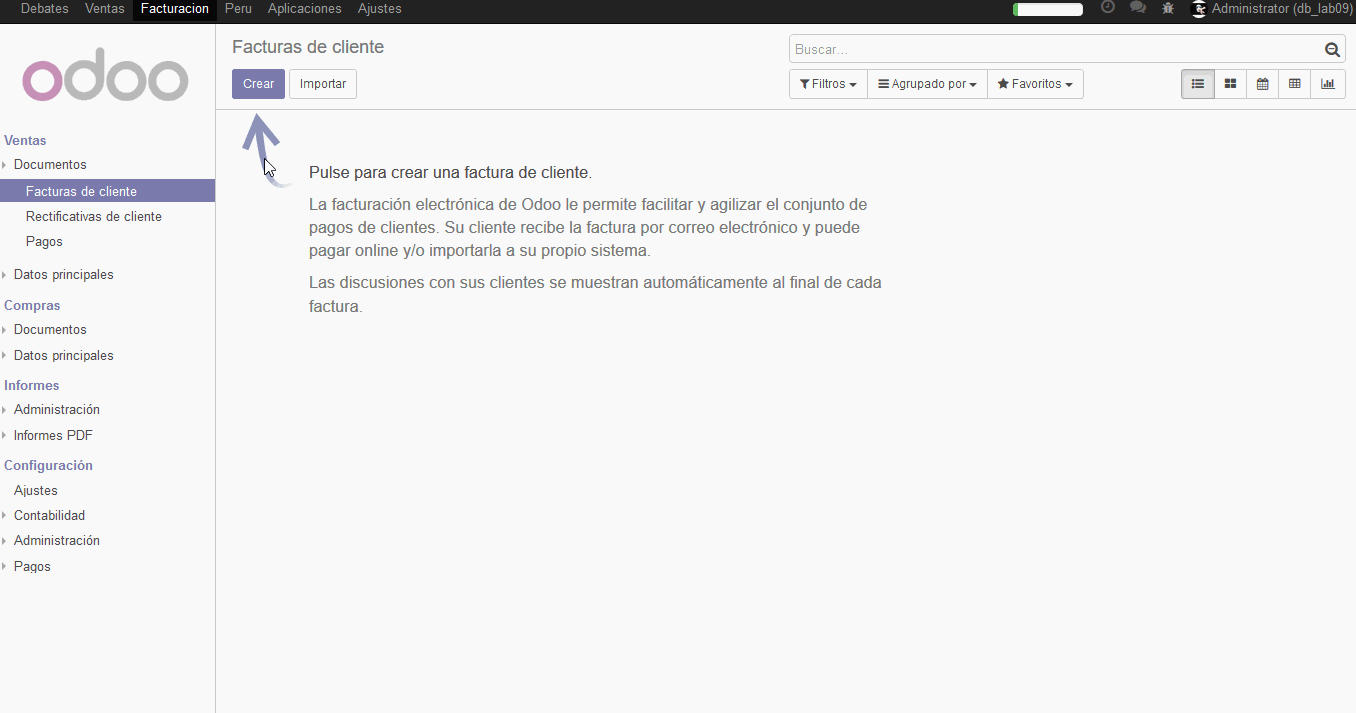 Debates Ventas Facturacion Peru Aplicaciones Ajustes Administrator (db_lab09)
odoo
Ventas
Documentos
Facturas de cliente
Rectificativas de cliente
Pagos
Datos principales
Compras
Documentos
Datos principales
Informes
Administración
Informes PDF
Configuración
Ajustes
Contabilidad
Administración
Pagos
Facturas de cliente
Buscar...
Crear Importar
Filtros Agrupado por Favoritos
Pulse para crear una factura de cliente.
La facturación electrónica de Odoo le permite facilitar y agilizar el conjunto de
pagos de clientes. Su cliente recibe la factura por correo electrónico y puede
pagar online y/o importarla a su propio sistema.
Las discusiones con sus clientes se muestran automáticamente al final de cada
factura.